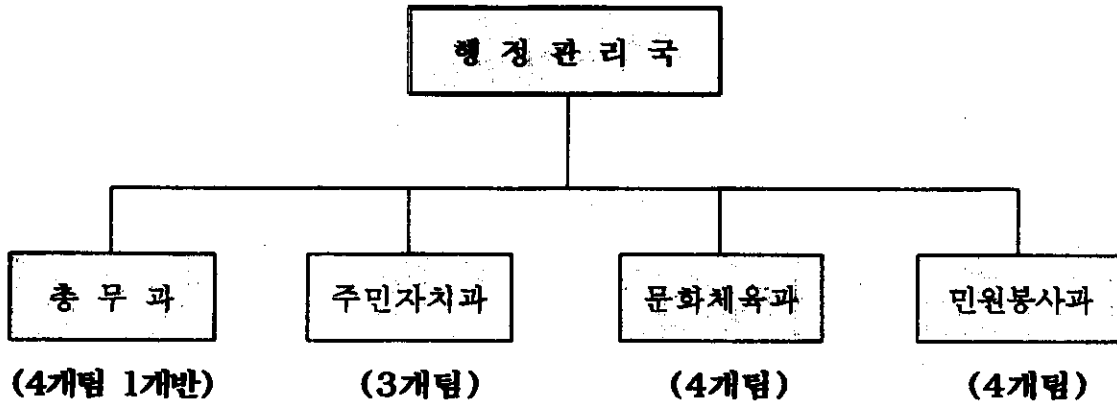 행 정 관 리 국
총 무 과 주민자치과 문화체육과 민원봉사과
(4개팀 1개반) (3개팀) (4개팀) (4개팀)